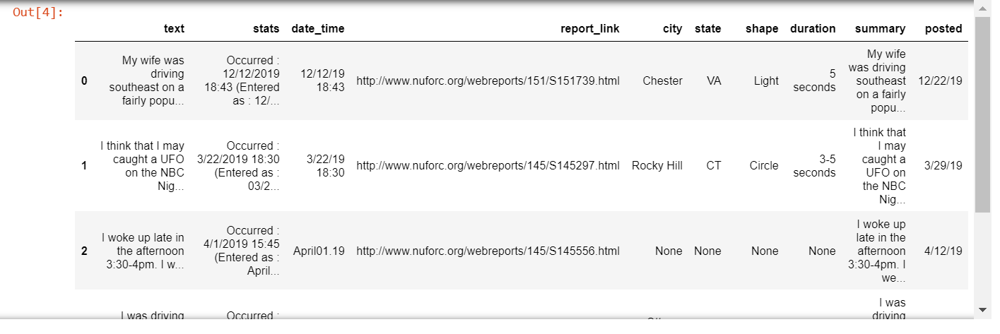 Out[4]:
text stats date_time report_link city state shape duration summary posted
0 My wife was driving southeast on a fairly popu... Occurred : 12/12/2019 18:43 (Entered as : 12/... 12/12/19 18:43 http://www.nuforc.org/webreports/151/S151739.html Chester VA Light 5 seconds My wife was driving southeast on a fairly popu... 12/22/19
1 I think that I may caught a UFO on the NBC Nig... Occurred : 3/22/2019 18:30 (Entered as : 03/2... 3/22/19 18:30 http://www.nuforc.org/webreports/145/S145297.html Rocky Hill CT Circle 3-5 seconds I think that I may caught a UFO on the NBC Nig... 3/29/19
2 I woke up late in the afternoon 3:30-4pm. I w... Occurred : 4/1/2019 15:45 (Entered as : April... April01.19 http://www.nuforc.org/webreports/145/S145556.html None None None None I woke up late in the afternoon 3:30-4pm. I we... 4/12/19
I was driving Occurred : I was driving